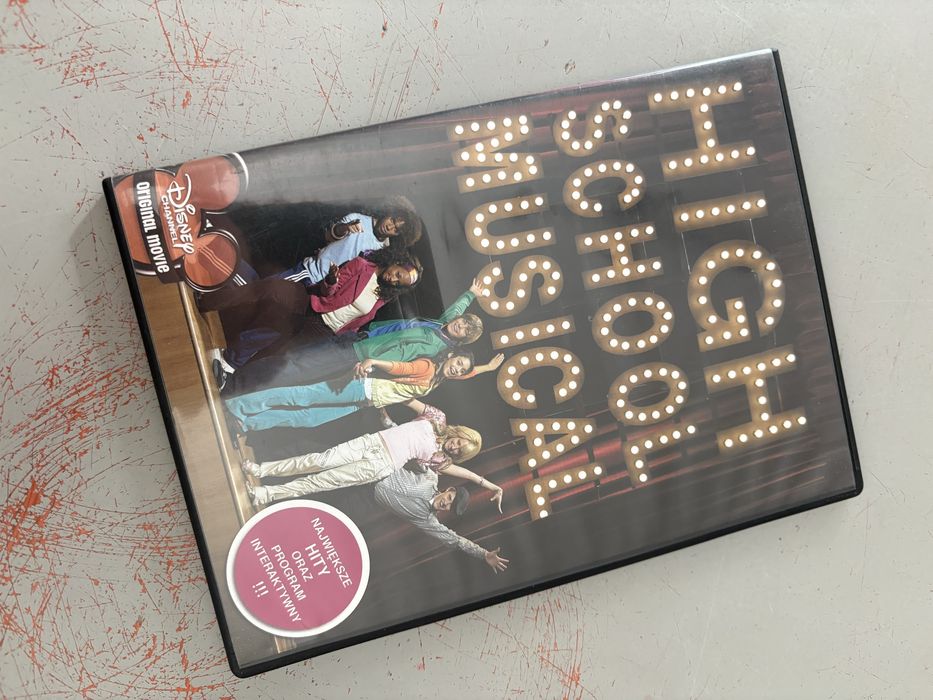 HIGH
SCHOOL
MUSICAL
Disney
CHANNEL
ORIGINAL MOVIE
NAJWIĘKSZE
HITY
ORAZ
PROGRAM
INTERAKTYWNY
!!!